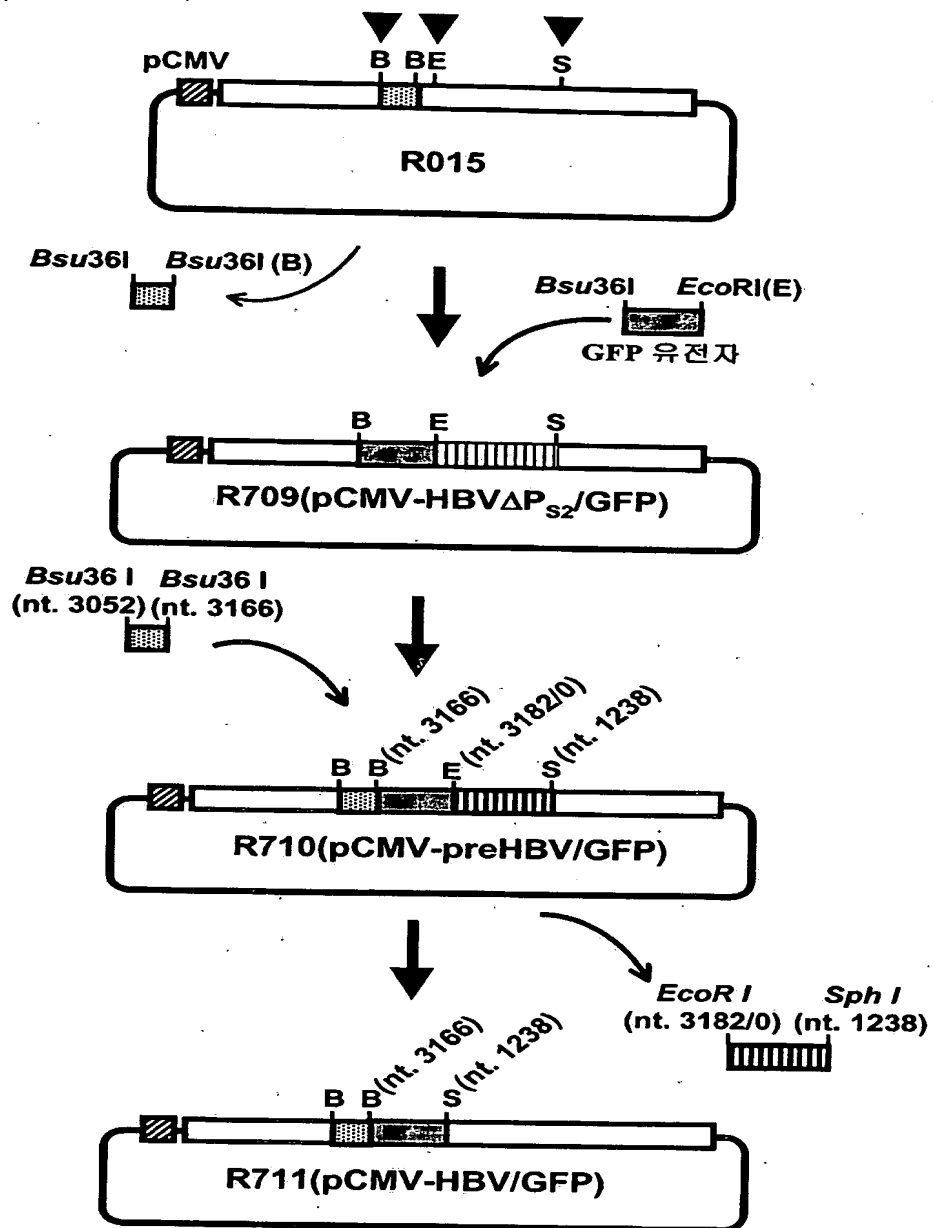 pCMV
B B E S
R015
Bsu36I Bsu36I (B)
Bsu36I EcoRI(E)
GFP 유전자
B E S
R709(pCMV-HBVΔP_S2/GFP)
Bsu36 I Bsu36 I
(nt. 3052) (nt. 3166)
B B(nt. 3166) E(nt. 3182/0) S(nt. 1238)
R710(pCMV-preHBV/GFP)
EcoR I Sph I
(nt. 3182/0) (nt. 1238)
B B(nt. 3166) S(nt. 1238)
R711(pCMV-HBV/GFP)